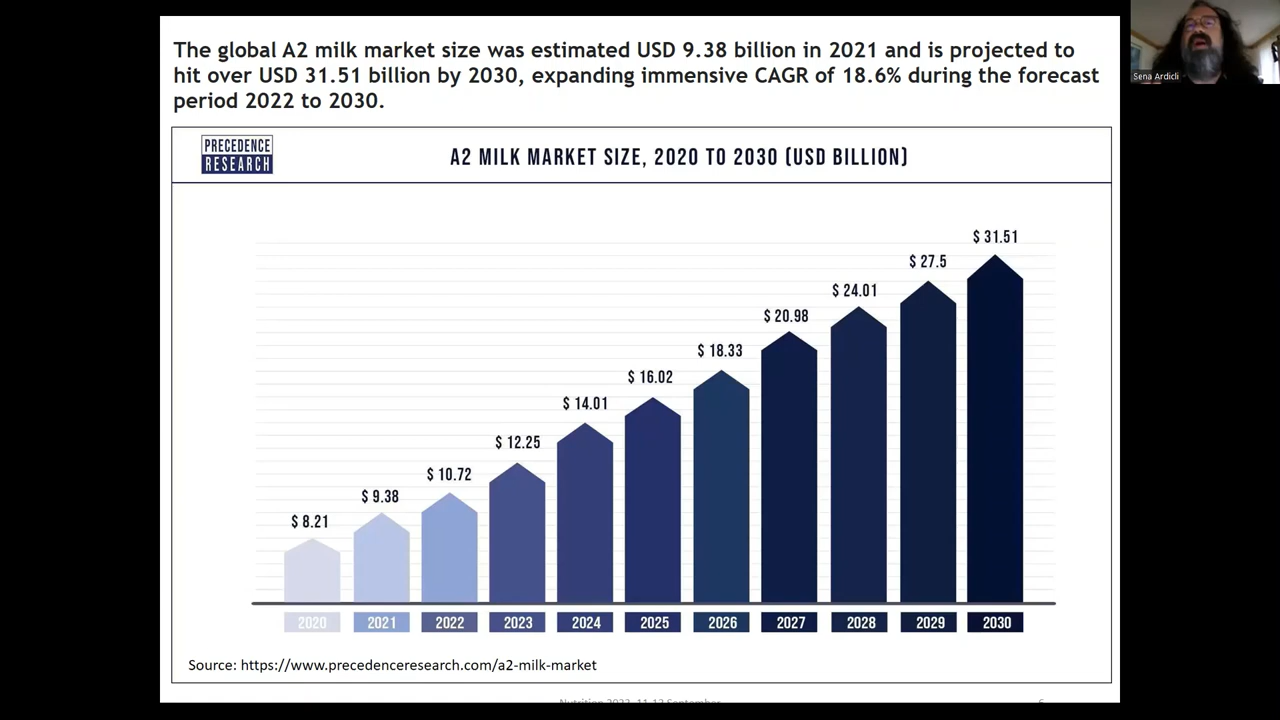 The global A2 milk market size was estimated USD 9.38 billion in 2021 and is projected to
hit over USD 31.51 billion by 2030, expanding immensive CAGR of 18.6% during the forecast
period 2022 to 2030.
Sena Ardicli
PRECEDENCE
RESEARCH
A2 MILK MARKET SIZE, 2020 TO 2030 (USD BILLION)
$ 8.21
$ 9.38
$ 10.72
$ 12.25
$ 14.01
$ 16.02
$ 18.33
$ 20.98
$ 24.01
$ 27.5
$ 31.51
2020 2021 2022 2023 2024 2025 2026 2027 2028 2029 2030
Source: https://www.precedenceresearch.com/a2-milk-market